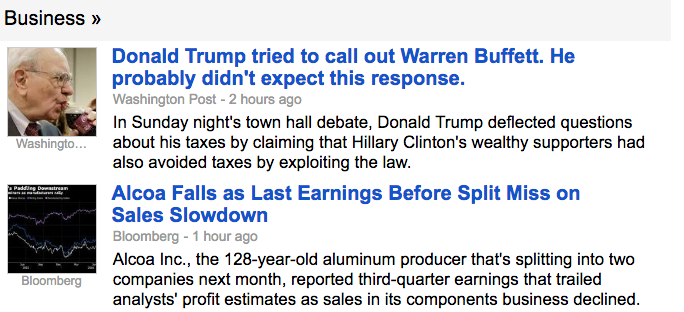 Business »
Donald Trump tried to call out Warren Buffett. He
probably didn't expect this response.
Washington Post - 2 hours ago
In Sunday night's town hall debate, Donald Trump deflected questions
about his taxes by claiming that Hillary Clinton's wealthy supporters had
also avoided taxes by exploiting the law.
Washingto...
Alcoa Falls as Last Earnings Before Split Miss on
Sales Slowdown
Bloomberg - 1 hour ago
Alcoa Inc., the 128-year-old aluminum producer that's splitting into two
companies next month, reported third-quarter earnings that trailed
analysts' profit estimates as sales in its components business declined.
's Paddling Downstream
Bloomberg